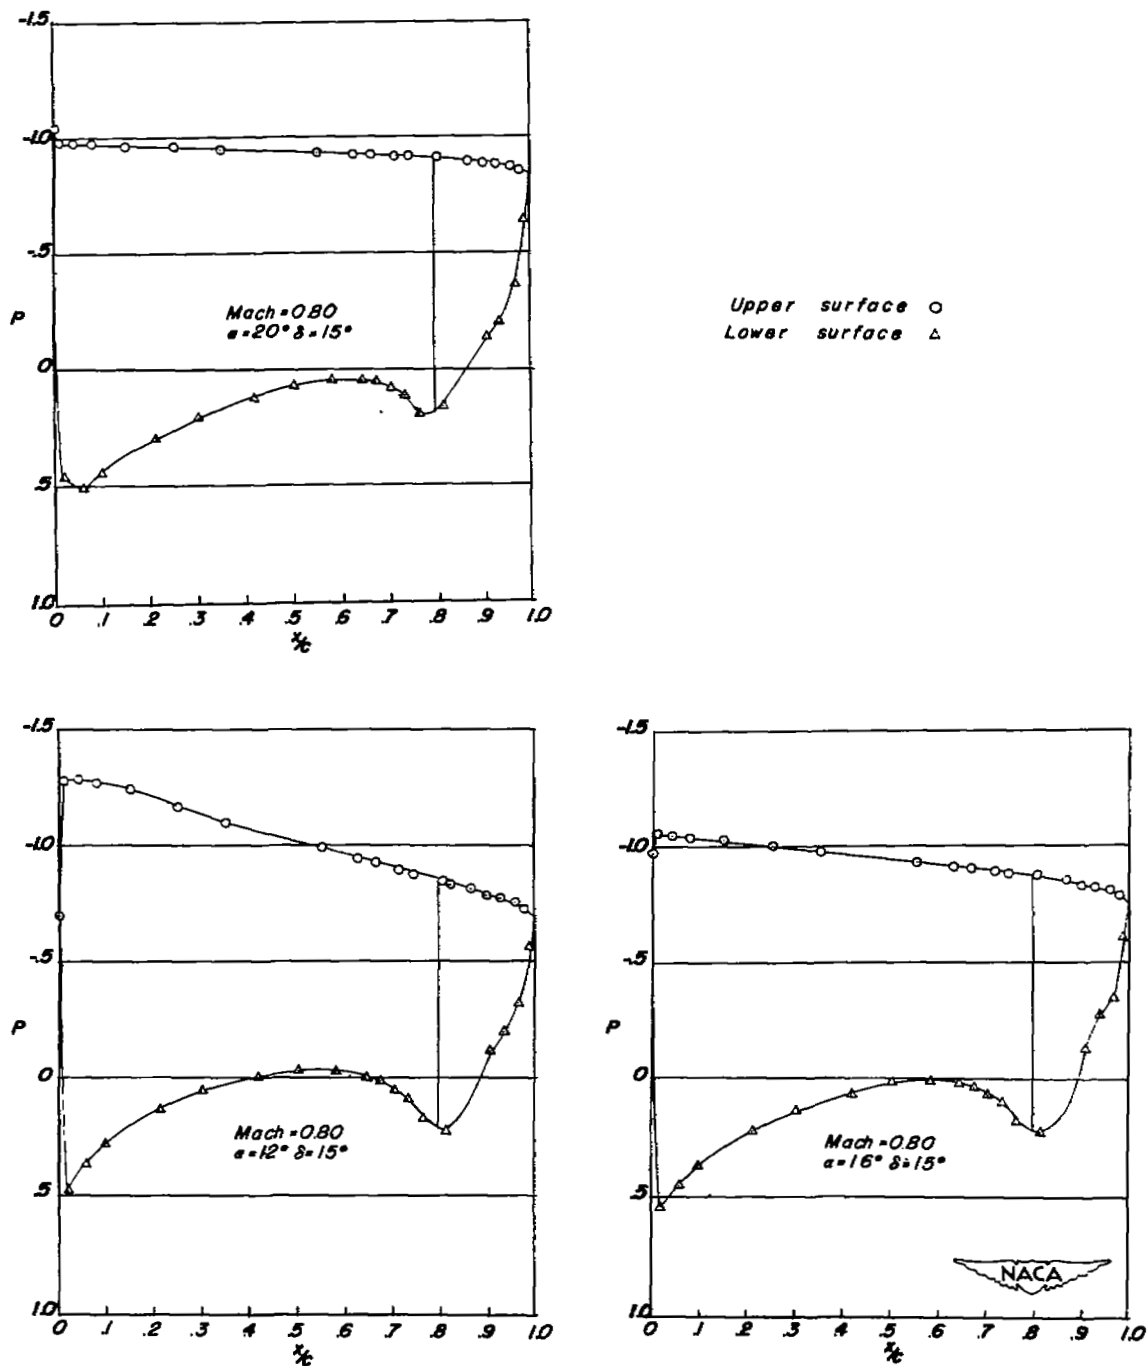 -1.5
-1.0
-.5
P
0
.5
1.0
Mach=0.80
α=20° δ=15°
0 .1 .2 .3 .4 .5 .6 .7 .8 .9 1.0
x/c
Upper surface ○
Lower surface △
-1.5
-1.0
-.5
P
0
.5
1.0
Mach=0.80
α=12° δ=15°
0 .1 .2 .3 .4 .5 .6 .7 .8 .9 1.0
x/c
-1.5
-1.0
-.5
P
0
.5
1.0
Mach=0.80
α=16° δ=15°
NACA
0 .1 .2 .3 .4 .5 .6 .7 .8 .9 1.0
x/c